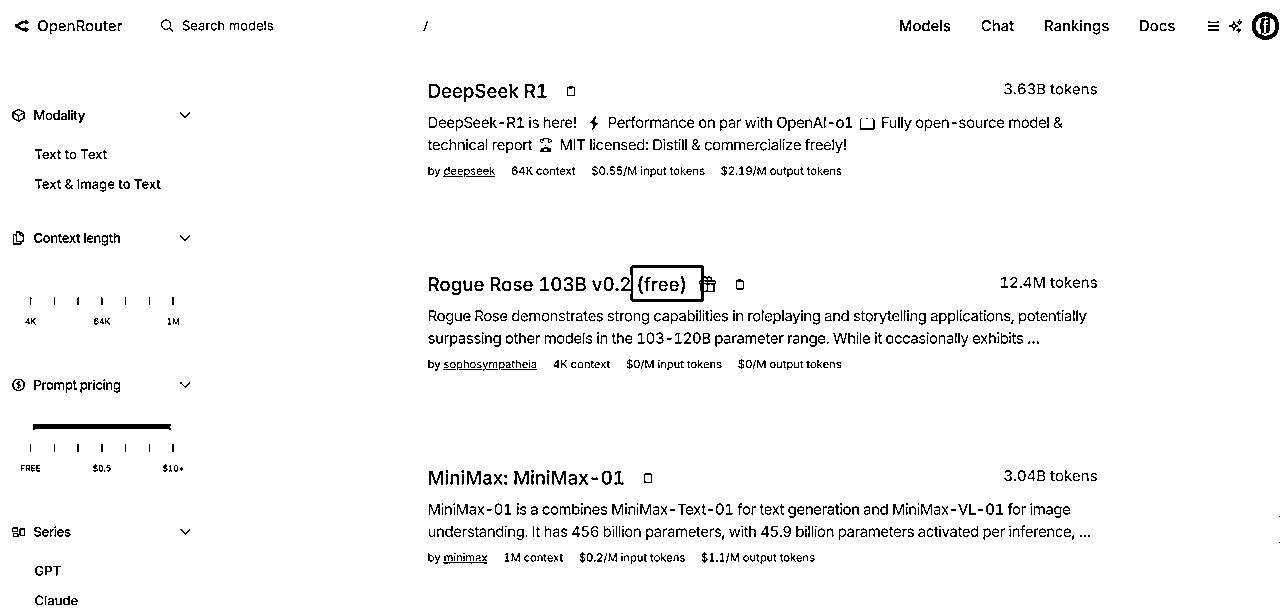 OpenRouter
Search models
/
Models
Chat
Rankings
Docs
Modality
Text to Text
Text & Image to Text
Context length
4K 64K 1M
Prompt pricing
FREE $0.5 $10+
Series
GPT
Claude
DeepSeek R1
3.63B tokens
DeepSeek-R1 is here! ⚡ Performance on par with OpenAI-o1 Fully open-source model &
technical report 🏆 MIT licensed: Distill & commercialize freely!
by deepseek 64K context $0.55/M input tokens $2.19/M output tokens
Rogue Rose 103B v0.2 (free)
12.4M tokens
Rogue Rose demonstrates strong capabilities in roleplaying and storytelling applications, potentially
surpassing other models in the 103-120B parameter range. While it occasionally exhibits ...
by sophosympatheia 4K context $0/M input tokens $0/M output tokens
MiniMax: MiniMax-01
3.04B tokens
MiniMax-01 is a combines MiniMax-Text-01 for text generation and MiniMax-VL-01 for image
understanding. It has 456 billion parameters, with 45.9 billion parameters activated per inference, ...
by minimax 1M context $0.2/M input tokens $1.1/M output tokens